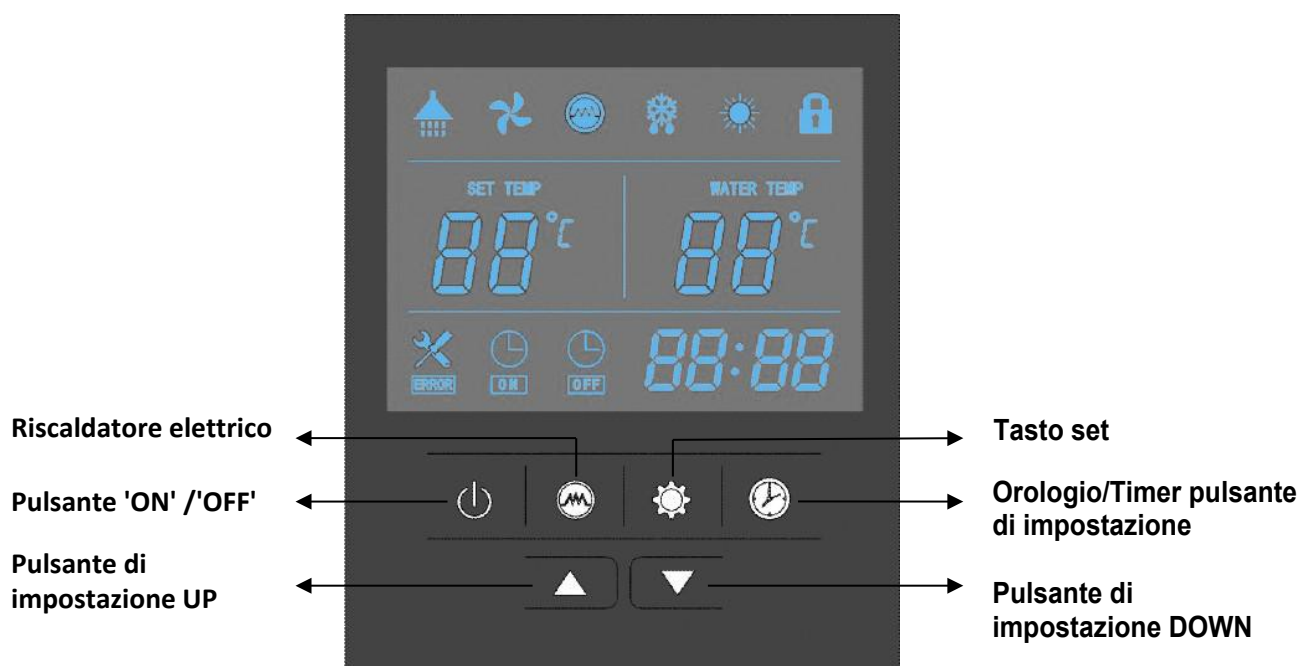 SET TEMP
WATER TEMP
88°C
88°C
ERROR
ON
OFF
88:88
Riscaldatore elettrico
Tasto set
Pulsante 'ON' /'OFF'
Orologio/Timer pulsante
di impostazione
Pulsante di
impostazione UP
Pulsante di
impostazione DOWN